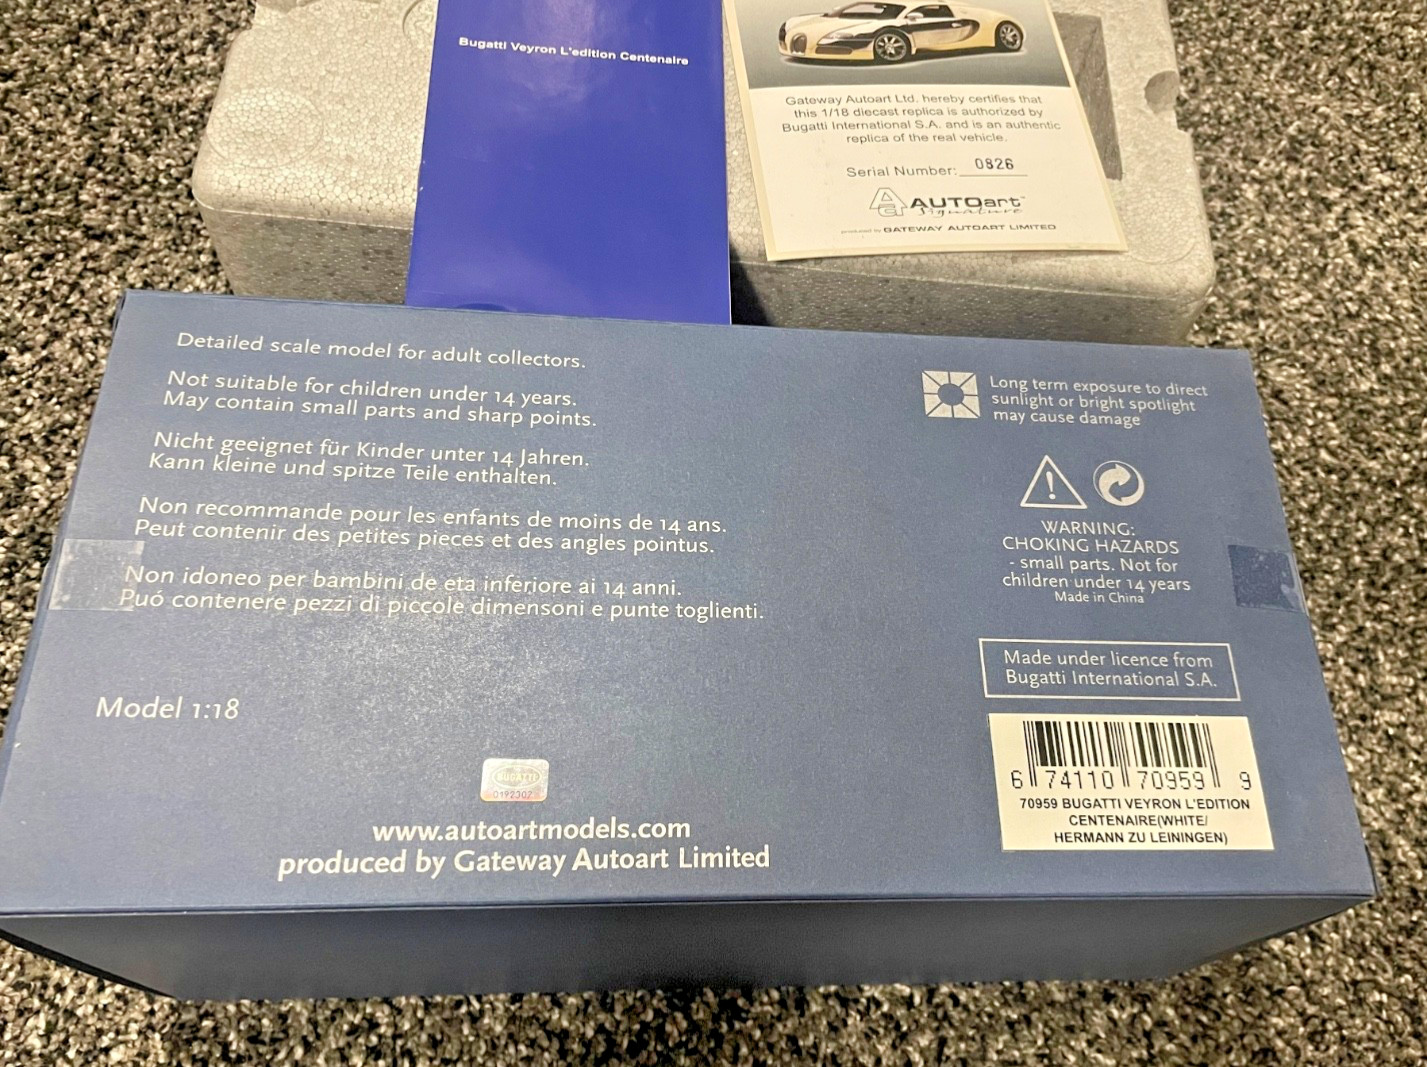 Bugatti Veyron L'edition Centenaire
Gateway Autoart Ltd. hereby certifies that
this 1/18 diecast replica is authorized by
Bugatti International S.A. and is an authentic
replica of the real vehicle.
Serial Number: 0826
AUTOart
Signature
produced by GATEWAY AUTOART LIMITED
Detailed scale model for adult collectors.
Not suitable for children under 14 years.
May contain small parts and sharp points.
Nicht geeignet für Kinder unter 14 Jahren.
Kann kleine und spitze Teile enthalten.
Non recommande pour les enfants de moins de 14 ans.
Peut contenir des petites pieces et des angles pointus.
Non idoneo per bambini de eta inferiore ai 14 anni.
Puó contenere pezzi di piccole dimensoni e punte toglienti.
Model 1:18
BUGATTI
0192302
www.autoartmodels.com
produced by Gateway Autoart Limited
Long term exposure to direct
sunlight or bright spotlight
may cause damage
WARNING:
CHOKING HAZARDS
- small parts. Not for
children under 14 years
Made in China
Made under licence from
Bugatti International S.A.
6 74110 70959 9
70959 BUGATTI VEYRON L'EDITION
CENTENAIRE(WHITE/
HERMANN ZU LEININGEN)